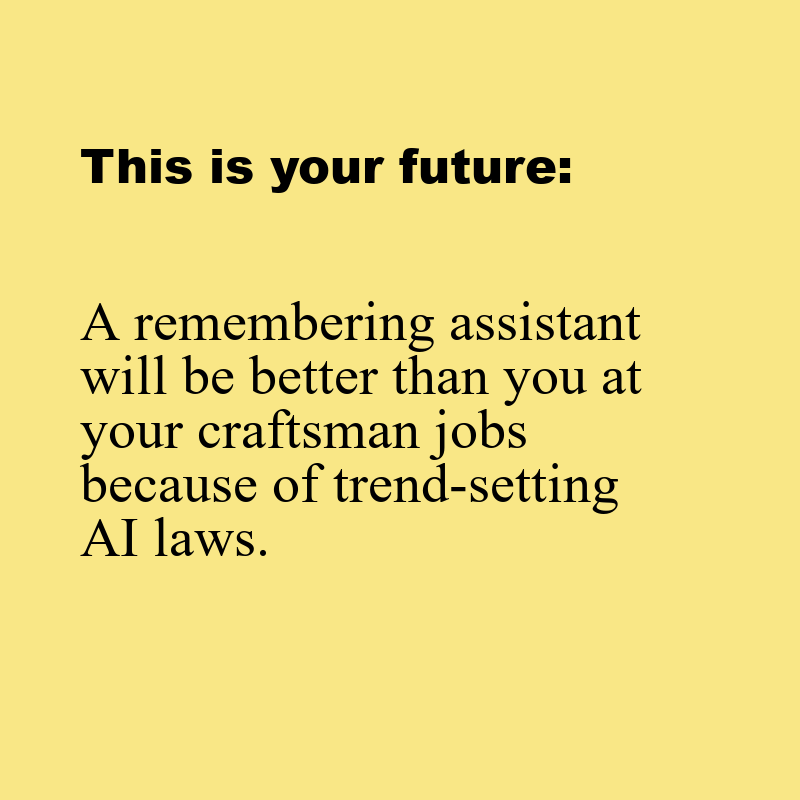 This is your future:
A remembering assistant
will be better than you at
your craftsman jobs
because of trend-setting
AI laws.